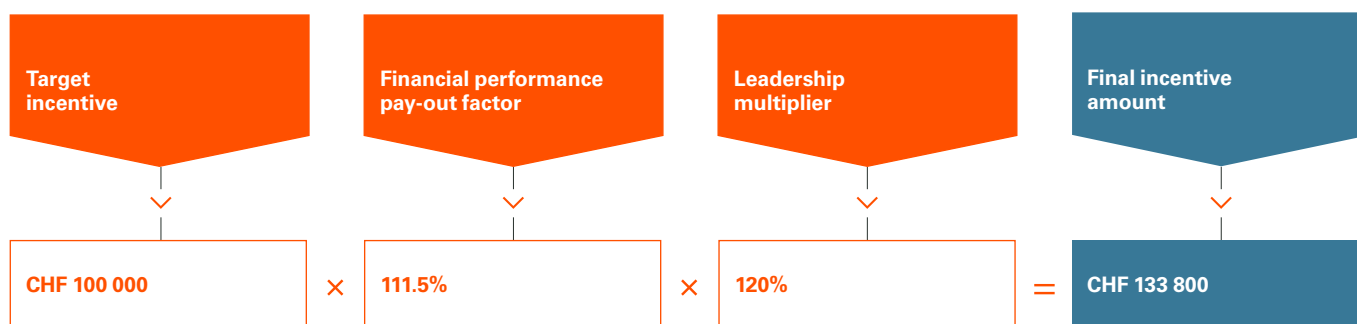 Target
incentive
Financial performance
pay-out factor
Leadership
multiplier
Final incentive
amount
CHF 100 000 × 111.5% × 120% = CHF 133 800